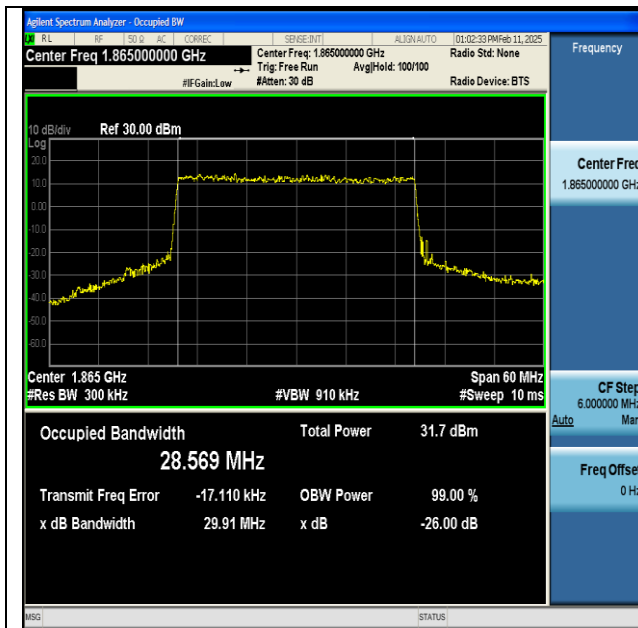 Agilent Spectrum Analyzer - Occupied BW
RL RF 50 Ω AC CORREC SENSE:INT ALIGN AUTO 01:02:33 PM Feb 11, 2025
Center Freq 1.865000000 GHz
Center Freq: 1.865000000 GHz
Radio Std: None
Trig: Free Run
Avg|Hold: 100/100
#IFGain:Low
#Atten: 30 dB
Radio Device: BTS
Frequency
10 dB/div
Ref 30.00 dBm
Log
20.0
10.0
0.00
-10.0
-20.0
-30.0
-40.0
-50.0
-60.0
Center 1.865 GHz
Span 60 MHz
#Res BW 300 kHz
#VBW 910 kHz
#Sweep 10 ms
Occupied Bandwidth
28.569 MHz
Total Power 31.7 dBm
Transmit Freq Error -17.110 kHz
OBW Power 99.00 %
x dB Bandwidth 29.91 MHz
x dB -26.00 dB
Center Freq
1.865000000 GHz
CF Step
6.000000 MHz
Auto Man
Freq Offset
0 Hz
MSG
STATUS